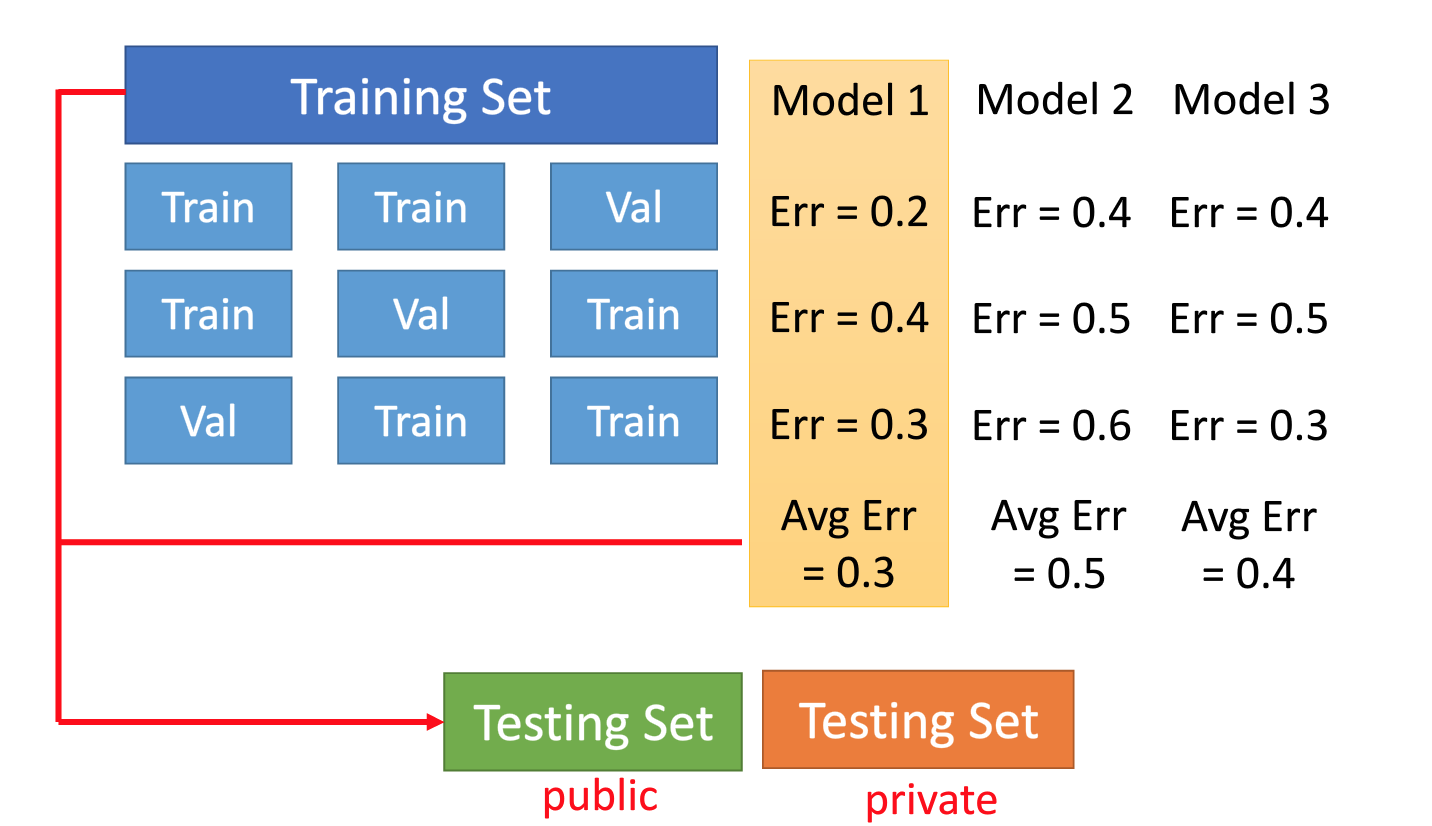 Training Set
Model 1 Model 2 Model 3
Train Train Val
Err = 0.2 Err = 0.4 Err = 0.4
Train Val Train
Err = 0.4 Err = 0.5 Err = 0.5
Val Train Train
Err = 0.3 Err = 0.6 Err = 0.3
Avg Err Avg Err Avg Err
= 0.3 = 0.5 = 0.4
Testing Set Testing Set
public private